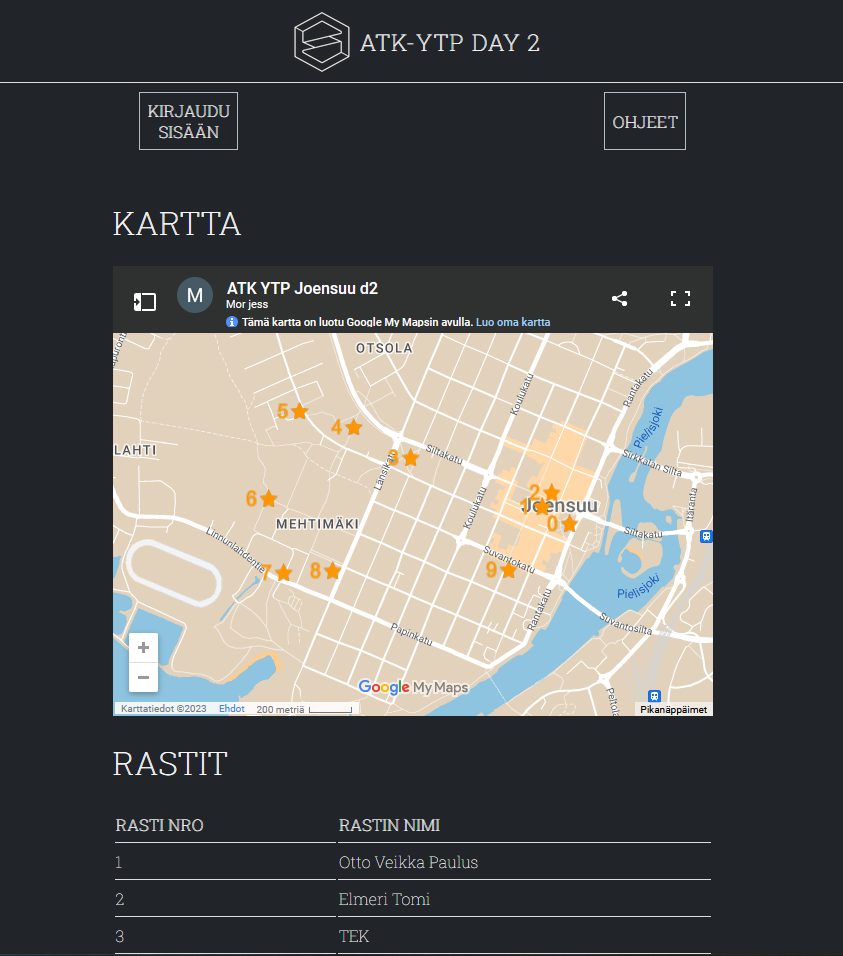 ATK-YTP DAY 2
KIRJAUDU
SISÄÄN
OHJEET
KARTTA
M
ATK YTP Joensuu d2
Mor jess
Tämä kartta on luotu Google My Mapsin avulla. Luo oma kartta
OTSOLA
Rantakatu
Koulukatu
Pielisjoki
5
4
LAHTI
Siltakatu
3
Länsikatu
Sirkkalan Silta
6
2
Koulukatu
1
Joensuu
Itäranta
MEHTIMÄKI
0
Siltakatu
Linnunlahdentie
Suvantokatu
7
8
9
Pielisjoki
Rantakatu
Suvantosilta
Papinkatu
+
−
Google My Maps
Karttatiedot ©2023
Ehdot
200 metriä
Pikanäppäimet
RASTIT
RASTI NRO
RASTIN NIMI
1
Otto Veikka Paulus
2
Elmeri Tomi
3
TEK